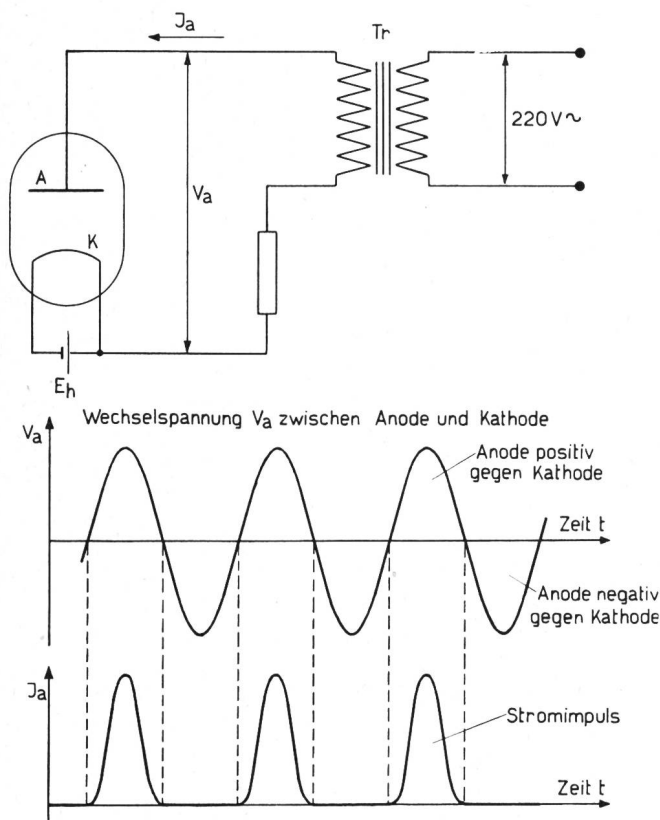 Ja
Tr
A
Va
220V~
K
Eh
Wechselspannung Va zwischen Anode und Kathode
Va
Anode positiv
gegen Kathode
Zeit t
Anode negativ
gegen Kathode
Ja
Stromimpuls
Zeit t